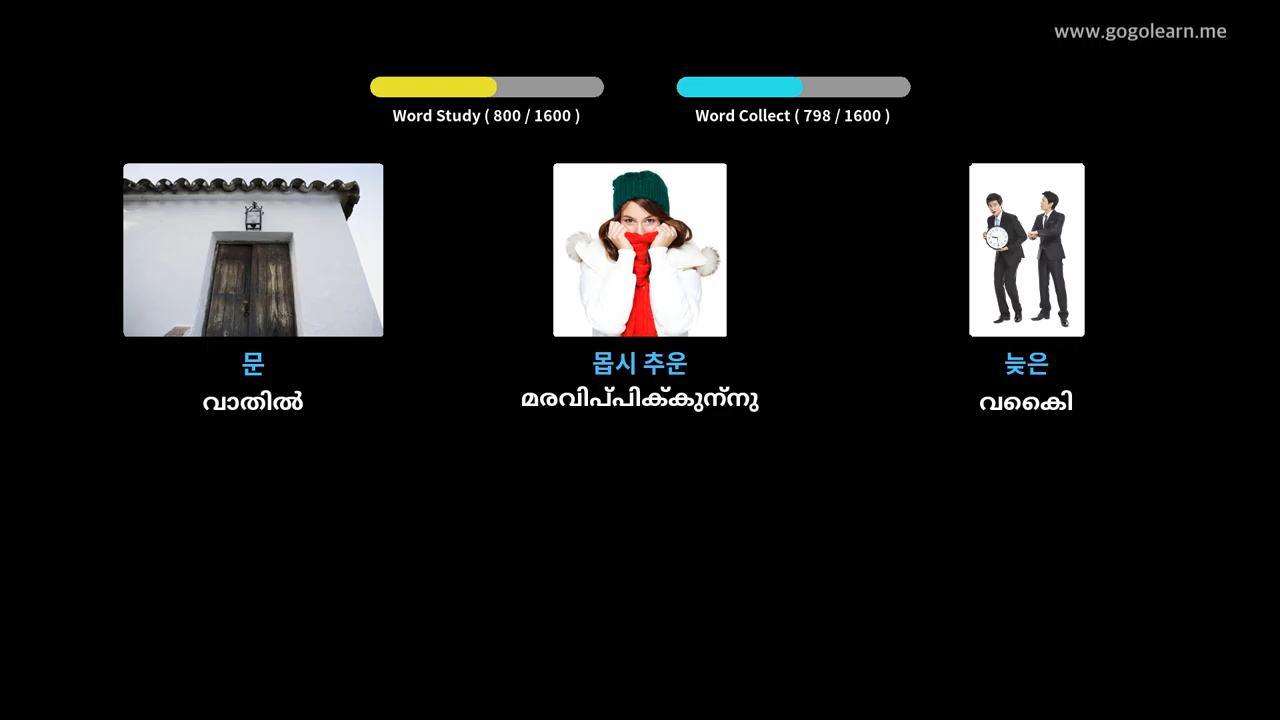 www.gogolearn.me
Word Study ( 800 / 1600 )
Word Collect ( 798 / 1600 )
문
몹시 추운
늦은
വാതിൽ
മരവിപ്പിക്കുന്നു
വൈകി